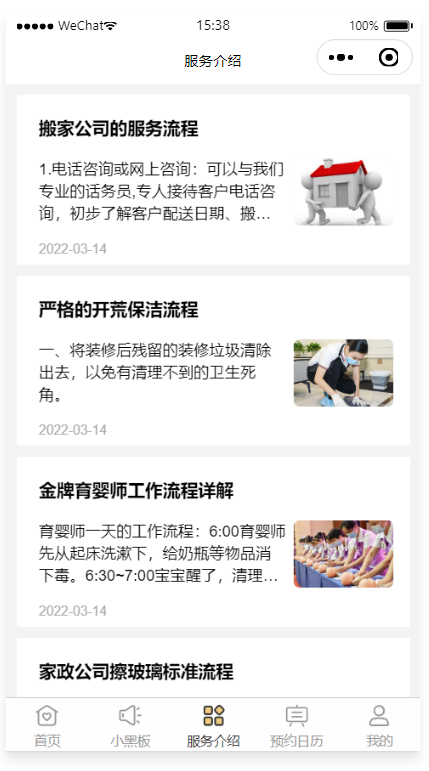 WeChat 15:38 100%
服务介绍
搬家公司的服务流程
1.电话咨询或网上咨询：可以与我们
专业的话务员,专人接待客户电话咨
询，初步了解客户配送日期、搬...
2022-03-14
严格的开荒保洁流程
一、将装修后残留的装修垃圾清除
出去，以免有清理不到的卫生死
角。
2022-03-14
金牌育婴师工作流程详解
育婴师一天的工作流程：6:00育婴师
先从起床洗漱下，给奶瓶等物品消
下毒。6:30~7:00宝宝醒了，清理...
2022-03-14
家政公司擦玻璃标准流程
首页 小黑板 服务介绍 预约日历 我的